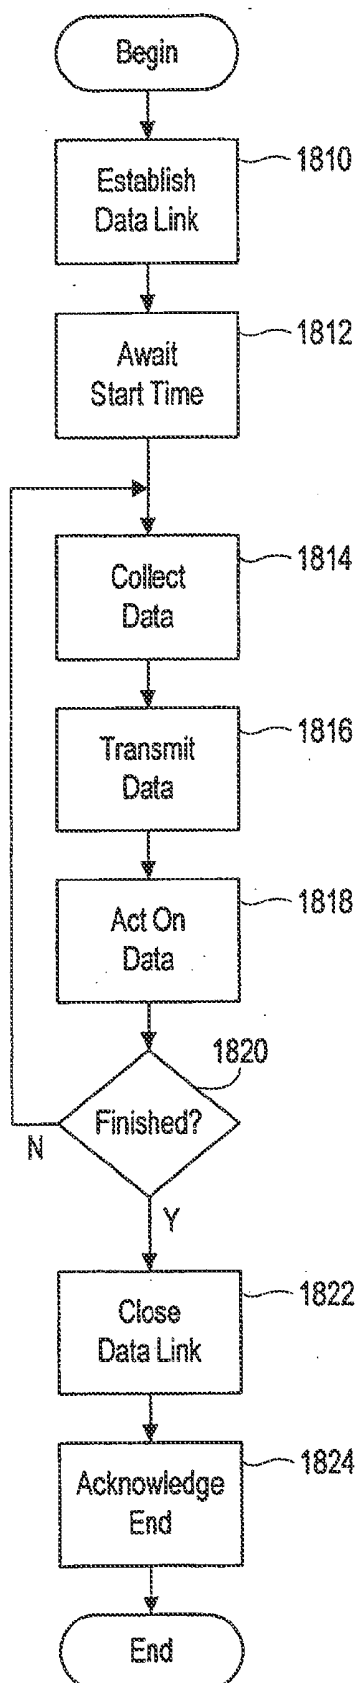 Begin
1810
Establish
Data Link
1812
Await
Start Time
1814
Collect
Data
1816
Transmit
Data
1818
Act On
Data
1820
Finished?
N
Y
1822
Close
Data Link
1824
Acknowledge
End
End